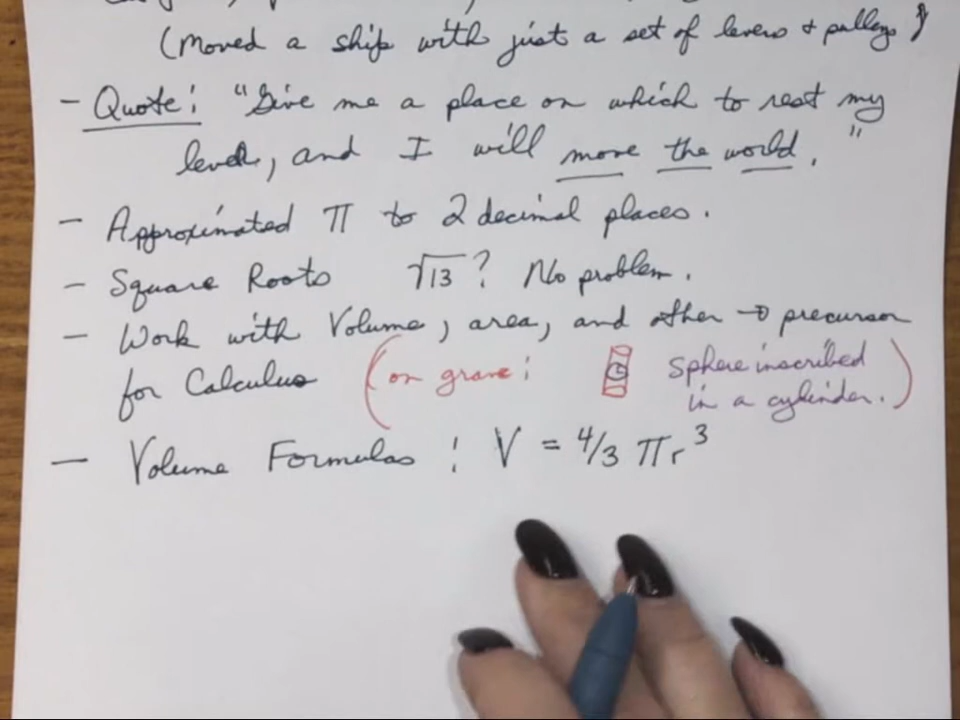 (Moved a ship with just a set of levers + pulleys)
- Quote: "Give me a place on which to rest my
lever, and I will move the world."
- Approximated π to 2 decimal places.
- Square Roots √13? No problem.
- Work with Volume, area, and other → precursor
for Calculus (on grave: sphere inscribed
in a cylinder.)
- Volume Formulas: V = 4/3 πr³